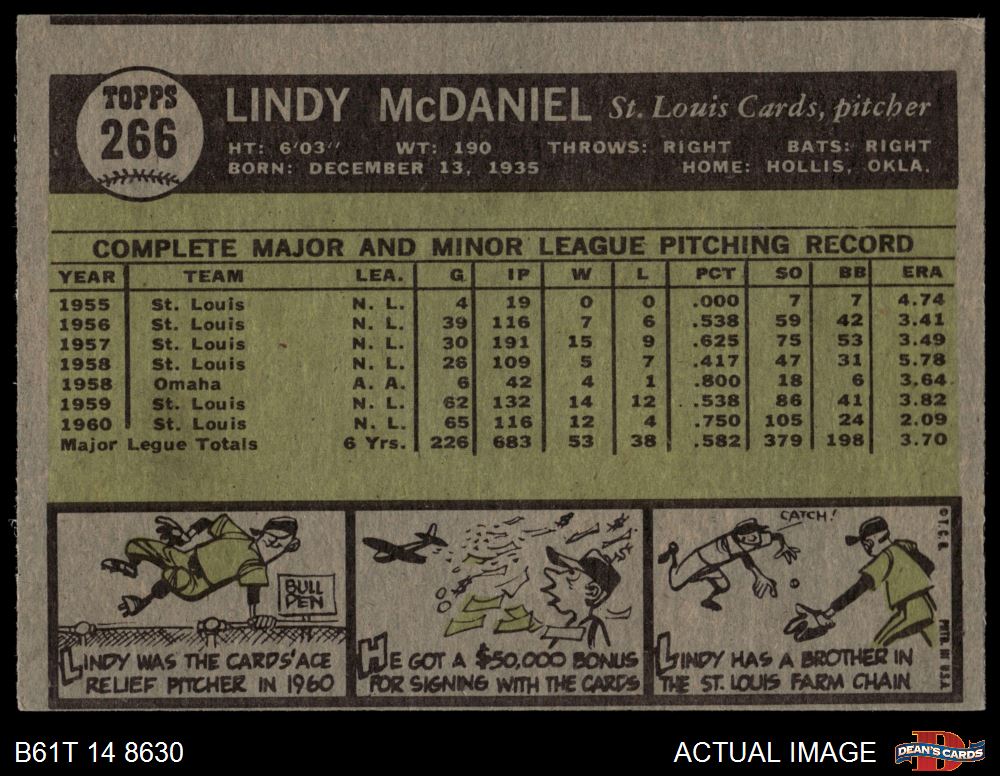 TOPPS
266
LINDY McDANIEL St. Louis Cards, pitcher
HT: 6'03" WT: 190 THROWS: RIGHT BATS: RIGHT
BORN: DECEMBER 13, 1935 HOME: HOLLIS, OKLA.
COMPLETE MAJOR AND MINOR LEAGUE PITCHING RECORD
YEAR TEAM LEA. G IP W L PCT SO BB ERA
1955 St. Louis N. L. 4 19 0 0 .000 7 7 4.74
1956 St. Louis N. L. 39 116 7 6 .538 59 42 3.41
1957 St. Louis N. L. 30 191 15 9 .625 75 53 3.49
1958 St. Louis N. L. 26 109 5 7 .417 47 31 5.78
1958 Omaha A. A. 6 42 4 1 .800 18 6 3.64
1959 St. Louis N. L. 62 132 14 12 .538 86 41 3.82
1960 St. Louis N. L. 65 116 12 4 .750 105 24 2.09
Major Legue Totals 6 Yrs. 226 683 53 38 .582 379 198 3.70
BULL
PEN
LINDY WAS THE CARDS' ACE
RELIEF PITCHER IN 1960
HE GOT A $50,000 BONUS
FOR SIGNING WITH THE CARDS
CATCH!
LINDY HAS A BROTHER IN
THE ST. LOUIS FARM CHAIN
© T. C. G. PRTD. IN U.S.A.
B61T 14 8630
ACTUAL IMAGE
DEAN'S CARDS